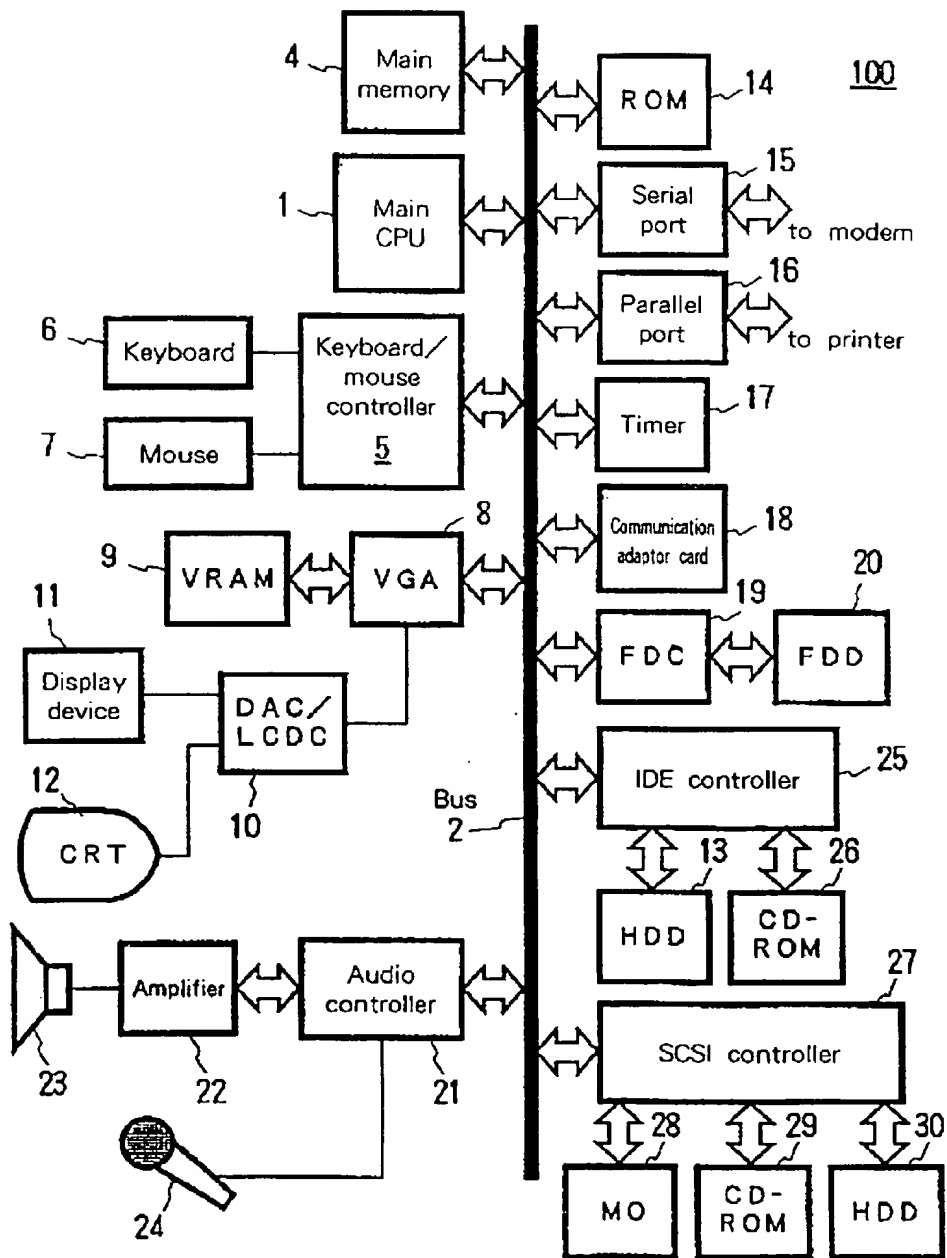 4
Main
memory
1
Main
CPU
6
Keyboard
7
Mouse
Keyboard/
mouse
controller
5
8
9
VRAM
VGA
11
Display
device
DAC/
LCDC
10
12
CRT
Bus
2
Amplifier
Audio
controller
23
22
21
24
100
14
ROM
15
Serial
port
to modem
16
Parallel
port
to printer
17
Timer
Communication
adaptor card
18
19
20
FDC
FDD
IDE controller
25
13
26
HDD
CD-
ROM
27
SCSI controller
28
29
30
MO
CD-
ROM
HDD